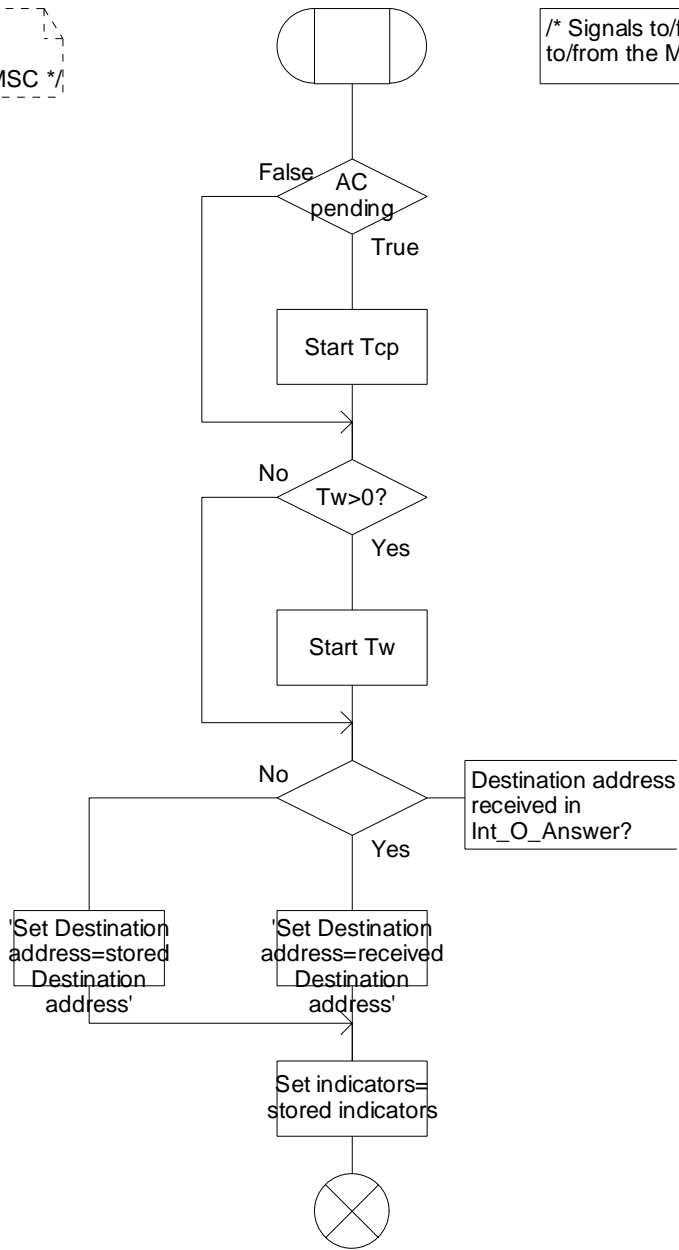 MSC */
/* Signals to/
to/from the M
False
AC
pending
True
Start Tcp
No
Tw>0?
Yes
Start Tw
No
Destination address
received in
Int_O_Answer?
Yes
'Set Destination
address=stored
Destination
address'
'Set Destination
address=received
Destination
address'
Set indicators=
stored indicators